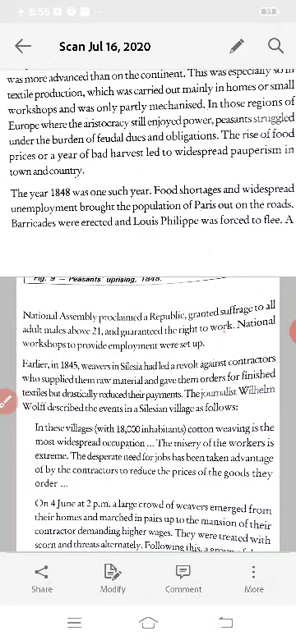 5:55
Scan Jul 16, 2020
was more advanced than on the continent. This was especially so in
textile production, which was carried out mainly in homes or small
workshops and was only partly mechanised. In those regions of
Europe where the aristocracy still enjoyed power, peasants struggled
under the burden of feudal dues and obligations. The rise of food
prices or a year of bad harvest led to widespread pauperism in
town and country.
The year 1848 was one such year. Food shortages and widespread
unemployment brought the population of Paris out on the roads.
Barricades were erected and Louis Philippe was forced to flee. A
Fig. 9 — Peasants' uprising, 1848.
National Assembly proclaimed a Republic, granted suffrage to all
adult males above 21, and guaranteed the right to work. National
workshops to provide employment were set up.
Earlier, in 1845, weavers in Silesia had led a revolt against contractors
who supplied them raw material and gave them orders for finished
textiles but drastically reduced their payments. The journalist Wilhelm
Wolff described the events in a Silesian village as follows:
In these villages (with 18,000 inhabitants) cotton weaving is the
most widespread occupation ... The misery of the workers is
extreme. The desperate need for jobs has been taken advantage
of by the contractors to reduce the prices of the goods they
order ...
On 4 June at 2 p.m. a large crowd of weavers emerged from
their homes and marched in pairs up to the mansion of their
contractor demanding higher wages. They were treated with
scorn and threats alternately. Following this, a group of
Share Modify Comment More